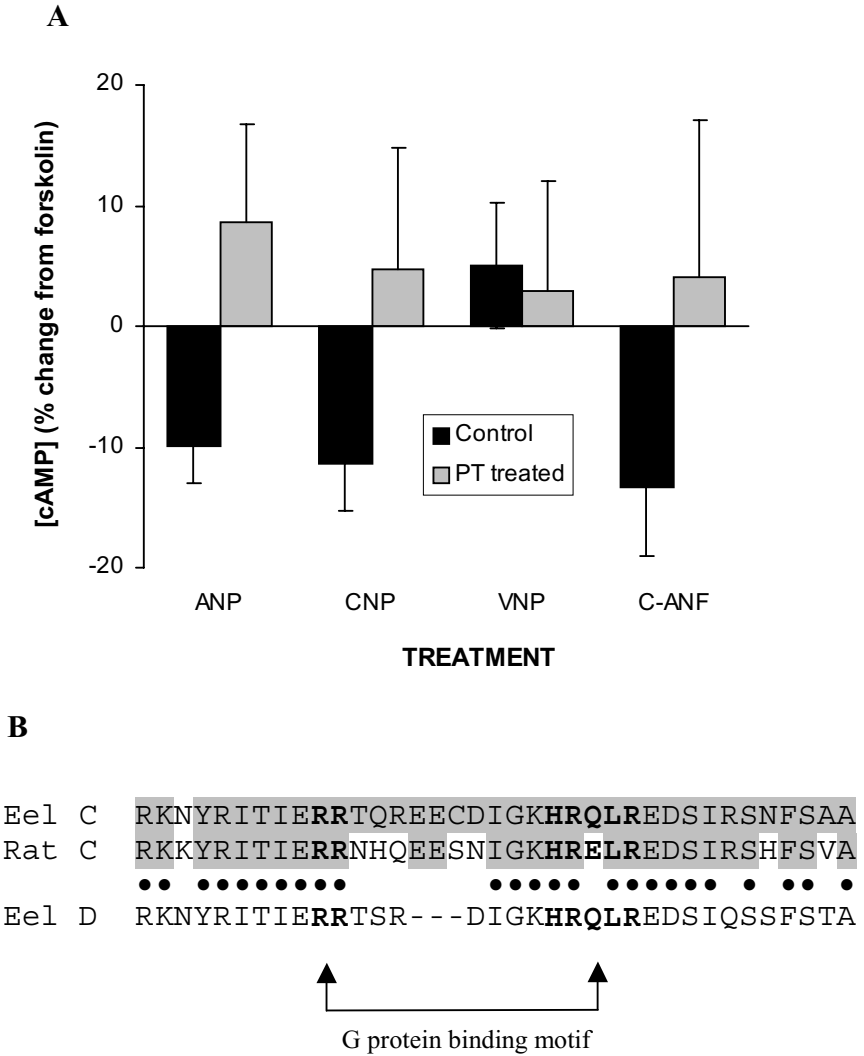 A
[cAMP] (% change from forskolin)
20
10
0
-10
-20
Control
PT treated
ANP CNP VNP C-ANF
TREATMENT
B
Eel C RKNYRITIERRTQREECDIGKHRQLREDSIRSNFSAA
Rat C RKKYRITIERRNHQEESNIGKHRELREDSIRSHFSVA
Eel D RKNYRITIERRTSR---DIGKHRQLREDSIQSSFSTA
G protein binding motif